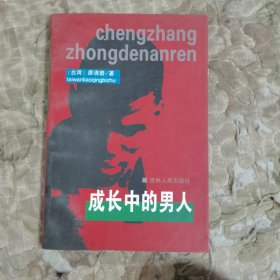 chengzhang
zhongdenanren
[台湾] 廖清碧/著
taiwanliaoqingbizhu
吉林人民出版社
成长中的男人